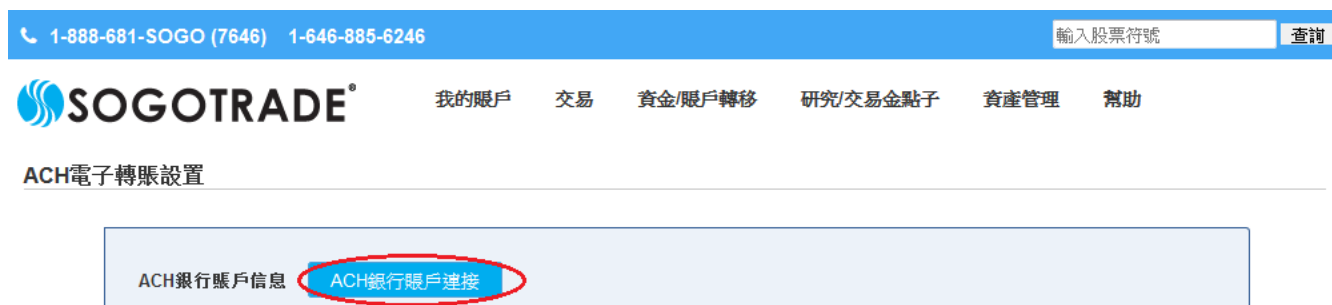 1-888-681-SOGO (7646) 1-646-885-6246 輸入股票符號 查詢
SOGOTRADE® 我的賬戶 交易 資金/賬戶轉移 研究/交易金點子 資產管理 幫助
ACH電子轉賬設置
ACH銀行賬戶信息 ACH銀行賬戶連接